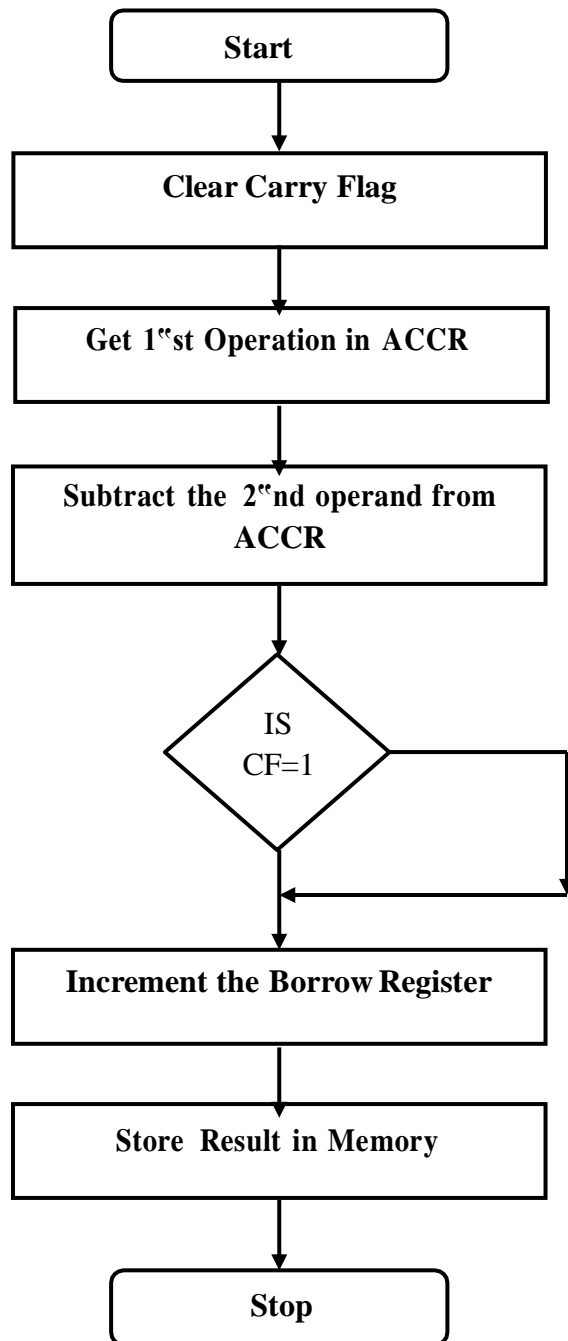 Start
Clear Carry Flag
Get 1‟st Operation in ACCR
Subtract the 2‟nd operand from
ACCR
IS
CF=1
Increment the Borrow Register
Store Result in Memory
Stop